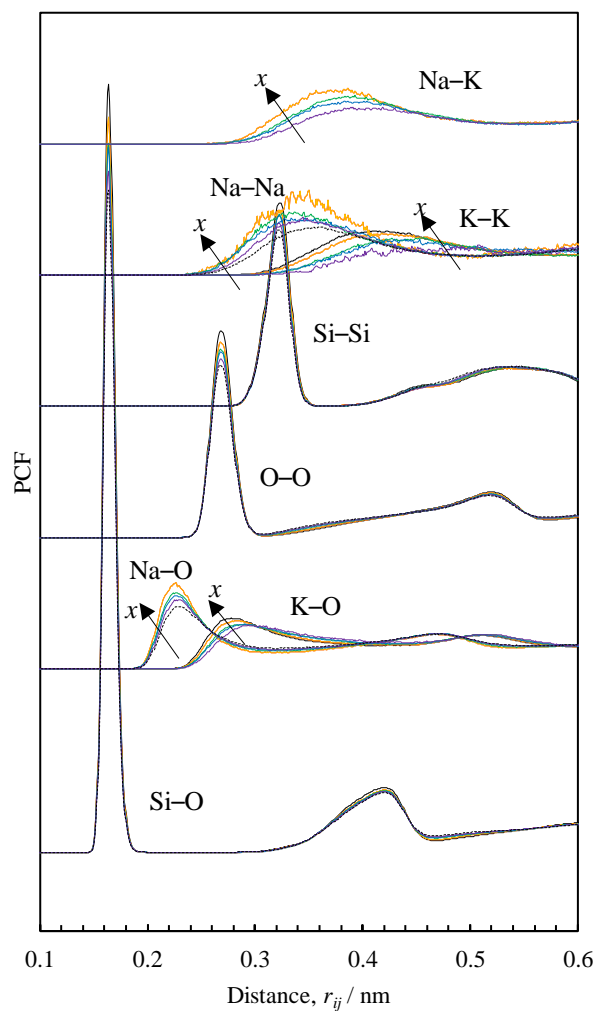 Na–K
x
Na–Na
x
x
K–K
Si–Si
PCF
O–O
Na–O
x
x
K–O
Si–O
0.1 0.2 0.3 0.4 0.5 0.6
Distance, rij / nm